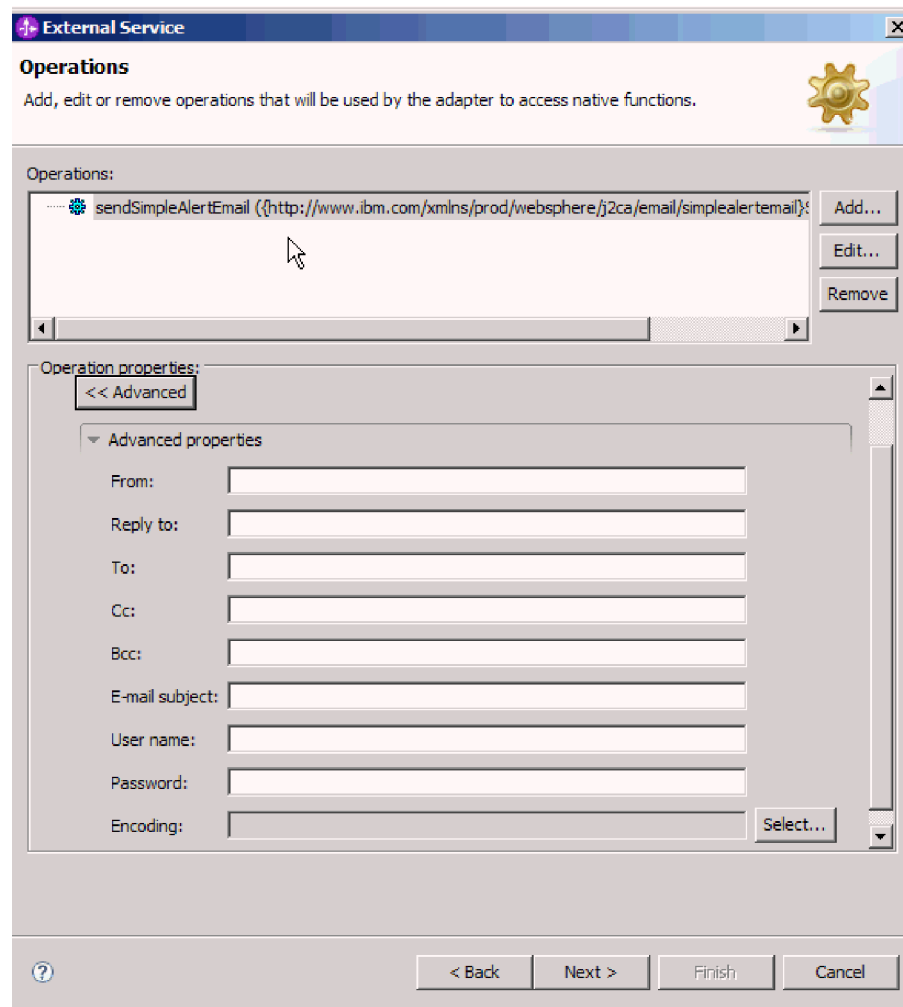 External Service
Operations
Add, edit or remove operations that will be used by the adapter to access native functions.
Operations:
sendSimpleAlertEmail ({http://www.ibm.com/xmlns/prod/websphere/j2ca/email/simplealertemail}S
Add...
Edit...
Remove
Operation properties:
<< Advanced
Advanced properties
From:
Reply to:
To:
Cc:
Bcc:
E-mail subject:
User name:
Password:
Encoding:
Select...
?
< Back
Next >
Finish
Cancel